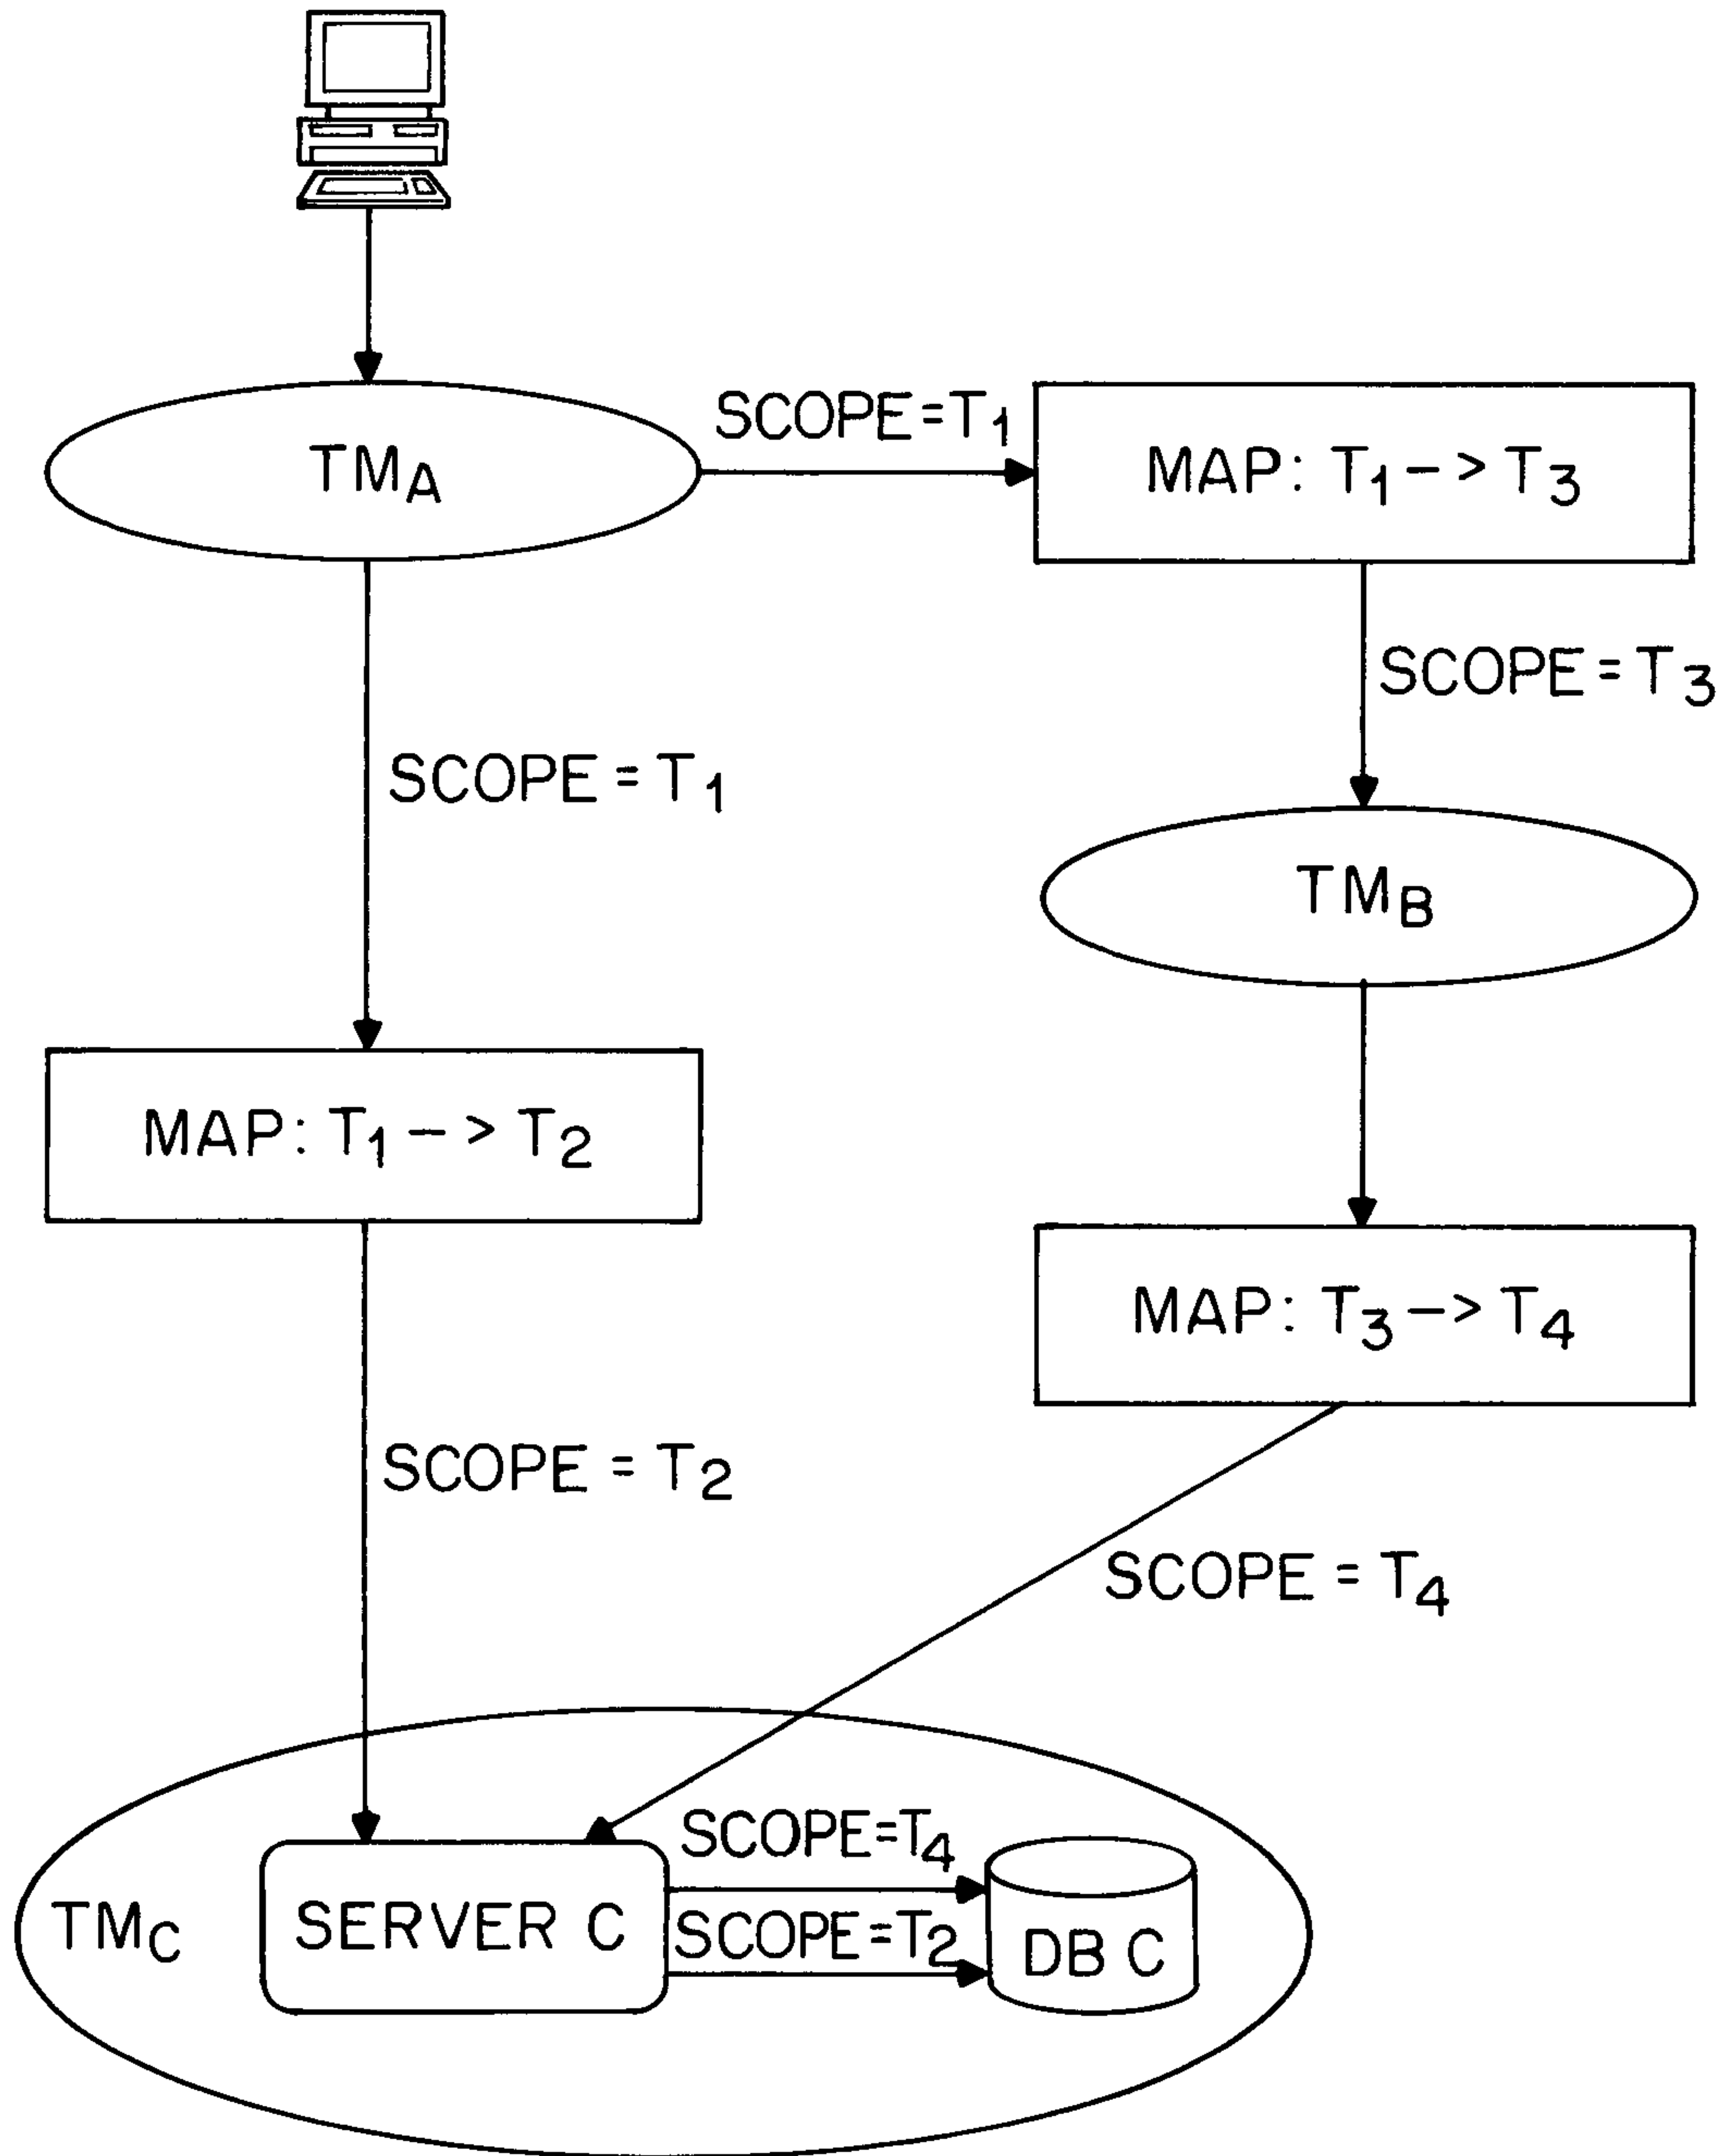 SCOPE=T1
TMA
MAP: T1-> T3
SCOPE=T3
SCOPE=T1
TMB
MAP: T1-> T2
MAP: T3-> T4
SCOPE=T2
SCOPE=T4
SCOPE=T4
TMC
SERVER C
SCOPE=T2
DB C